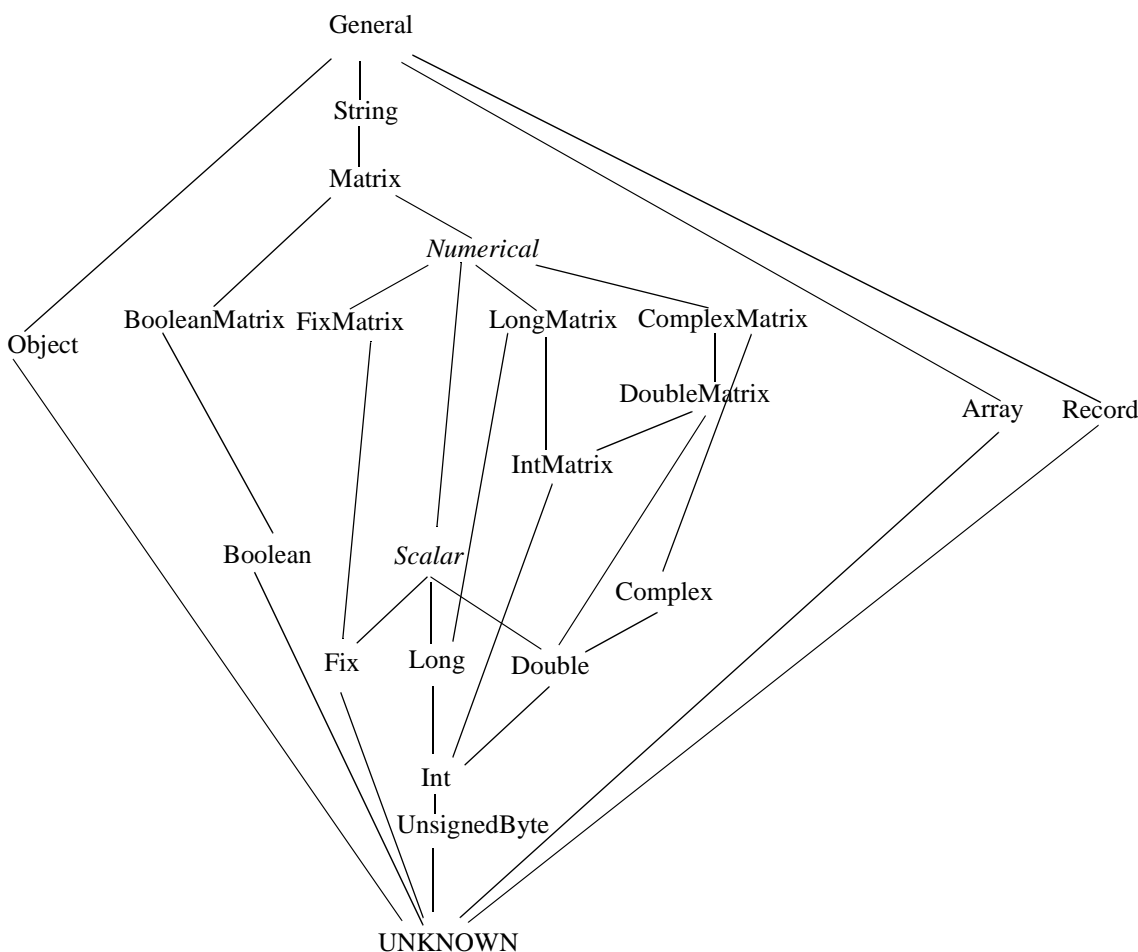 General
String
Matrix
Numerical
BooleanMatrix
FixMatrix
LongMatrix
ComplexMatrix
Object
DoubleMatrix
Array
Record
IntMatrix
Boolean
Scalar
Complex
Fix
Long
Double
Int
UnsignedByte
UNKNOWN